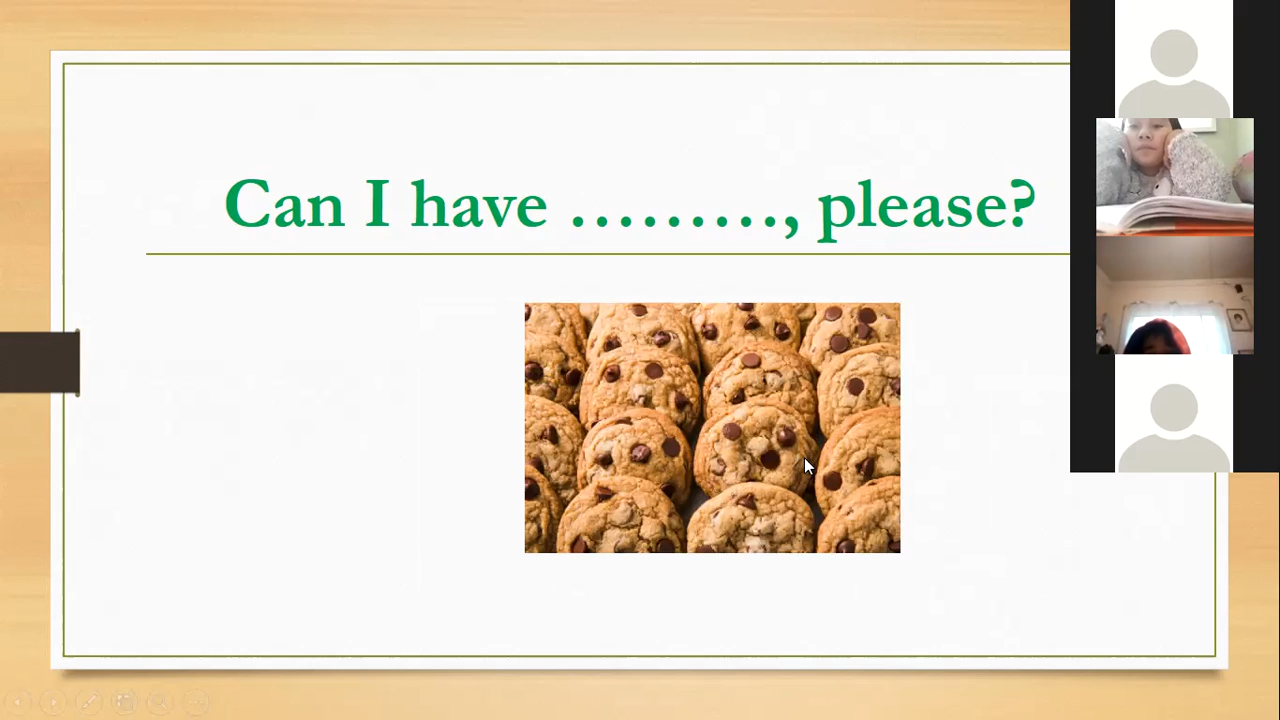 Can I have ........., please?